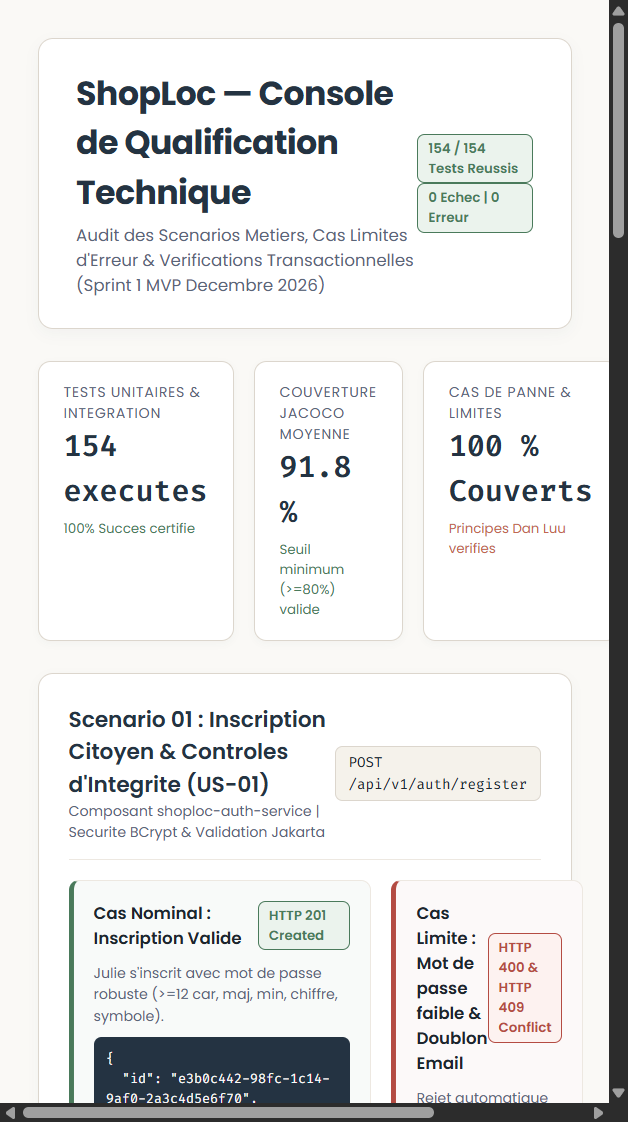 ShopLoc — Console
de Qualification
Technique
Audit des Scenarios Metiers, Cas Limites
d'Erreur & Verifications Transactionnelles
(Sprint 1 MVP Decembre 2026)
154 / 154
Tests Reussis
0 Echec | 0
Erreur
TESTS UNITAIRES &
INTEGRATION
154
executes
100% Succes certifie
COUVERTURE
JACOCO
MOYENNE
91.8
%
Seuil
minimum
(>=80%)
valide
CAS DE PANNE &
LIMITES
100 %
Couverts
Principes Dan Luu
verifies
Scenario 01 : Inscription
Citoyen & Controles
d'Integrite (US-01)
Composant shoploc-auth-service |
Securite BCrypt & Validation Jakarta
POST
/api/v1/auth/register
Cas Nominal :
Inscription Valide
HTTP 201
Created
Julie s'inscrit avec mot de passe
robuste (>=12 car, maj, min, chiffre,
symbole).
{
"id": "e3b0c442-98fc-1c14-
9af0-2a3c4d5e6f70",
Cas
Limite :
Mot de
passe
faible &
Doublon
Email
HTTP
400 &
HTTP
409
Conflict
Rejet automatique